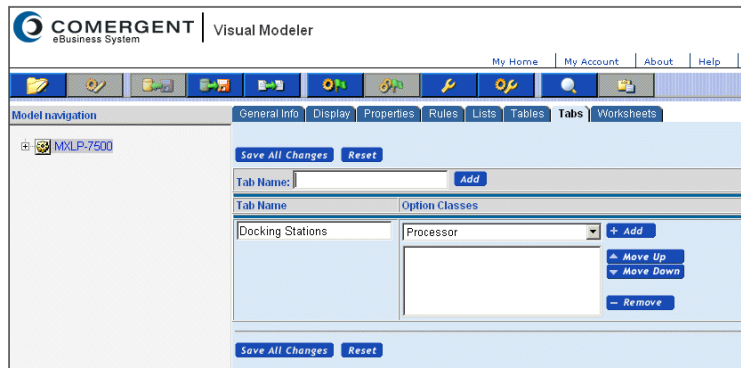 COMERGENT
eBusiness System
Visual Modeler
My Home My Account About Help
Model navigation
General Info Display Properties Rules Lists Tables Tabs Worksheets
MXLP-7500
Save All Changes Reset
Tab Name: Add
Tab Name Option Classes
Docking Stations Processor + Add
Move Up
Move Down
– Remove
Save All Changes Reset